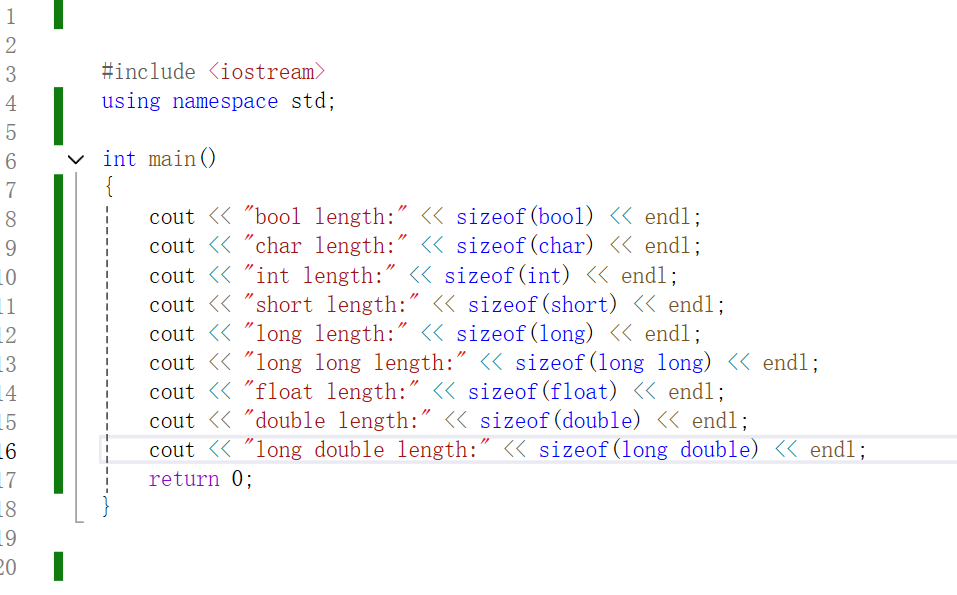 1
2
3 #include <iostream>
4 using namespace std;
5
6 int main()
7 {
8 cout << "bool length:" << sizeof(bool) << endl;
9 cout << "char length:" << sizeof(char) << endl;
10 cout << "int length:" << sizeof(int) << endl;
11 cout << "short length:" << sizeof(short) << endl;
12 cout << "long length:" << sizeof(long) << endl;
13 cout << "long long length:" << sizeof(long long) << endl;
14 cout << "float length:" << sizeof(float) << endl;
15 cout << "double length:" << sizeof(double) << endl;
16 cout << "long double length:" << sizeof(long double) << endl;
17 return 0;
18 }
19
20